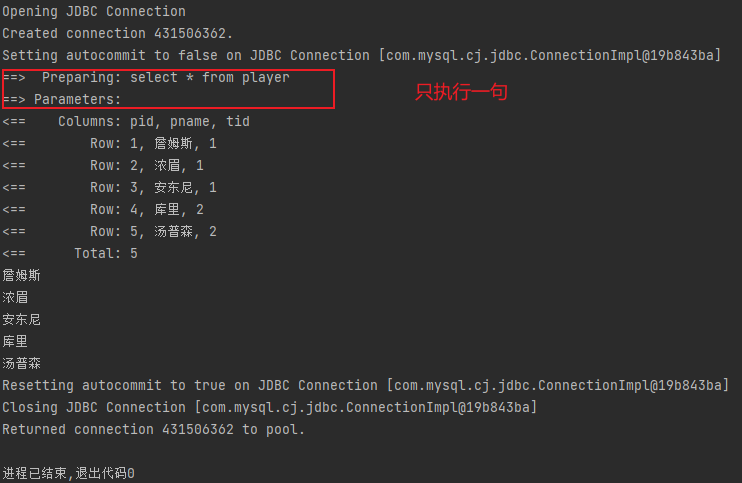 Opening JDBC Connection
Created connection 431506362.
Setting autocommit to false on JDBC Connection [com.mysql.cj.jdbc.ConnectionImpl@19b843ba]
==>  Preparing: select * from player
==> Parameters:
只执行一句
<==    Columns: pid, pname, tid
<==        Row: 1, 詹姆斯, 1
<==        Row: 2, 浓眉, 1
<==        Row: 3, 安东尼, 1
<==        Row: 4, 库里, 2
<==        Row: 5, 汤普森, 2
<==      Total: 5
詹姆斯
浓眉
安东尼
库里
汤普森
Resetting autocommit to true on JDBC Connection [com.mysql.cj.jdbc.ConnectionImpl@19b843ba]
Closing JDBC Connection [com.mysql.cj.jdbc.ConnectionImpl@19b843ba]
Returned connection 431506362 to pool.
进程已结束,退出代码0